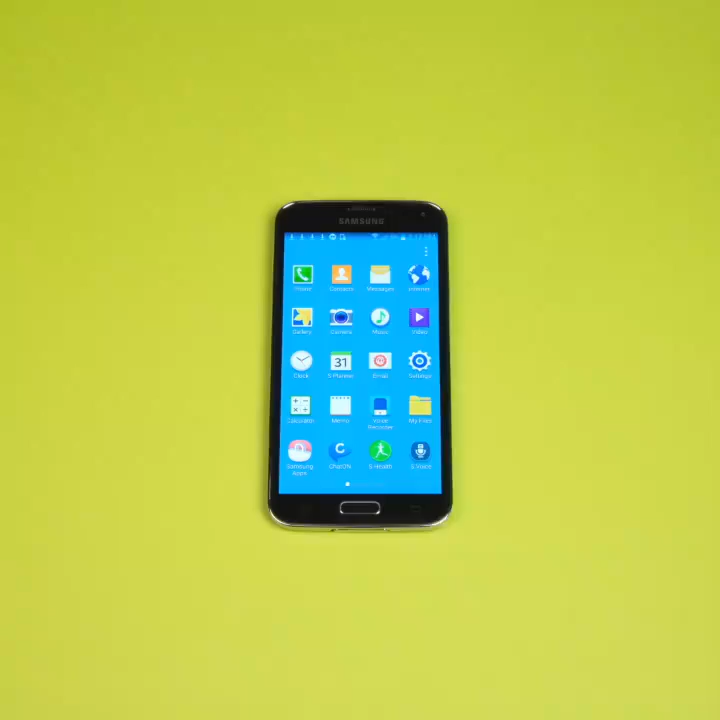 SAMSUNG
Phone Contacts Messages Internet
Gallery Camera Music Video
31
Clock S Planner Email Settings
Calculator Memo Voice Recorder My Files
Samsung Apps ChatON S Health S Voice